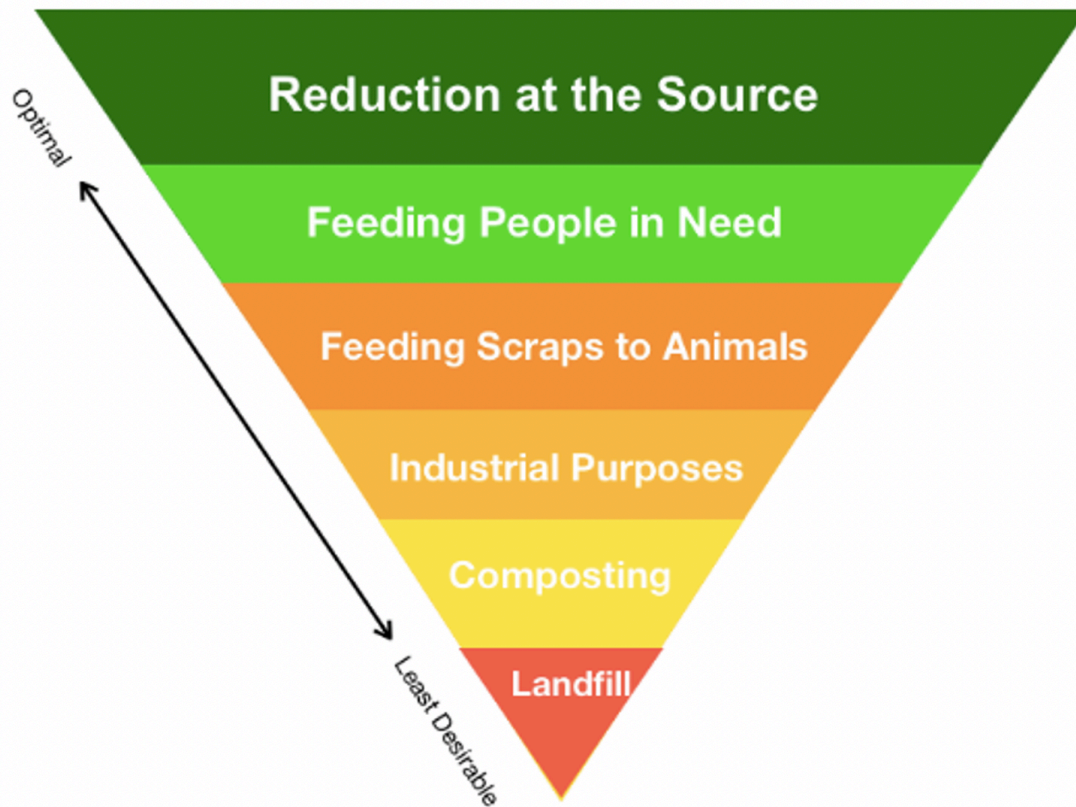 Reduction at the Source
Optimal
Feeding People in Need
Feeding Scraps to Animals
Industrial Purposes
Composting
Landfill
Least Desirable